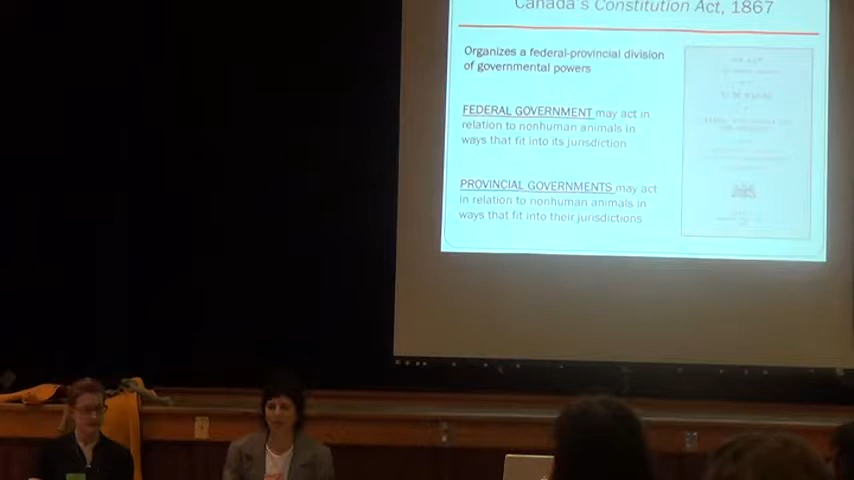 Canada's Constitution Act, 1867
Organizes a federal-provincial division
of governmental powers
FEDERAL GOVERNMENT may act in
relation to nonhuman animals in
ways that fit into its jurisdiction
PROVINCIAL GOVERNMENTS may act
in relation to nonhuman animals in
ways that fit into their jurisdictions